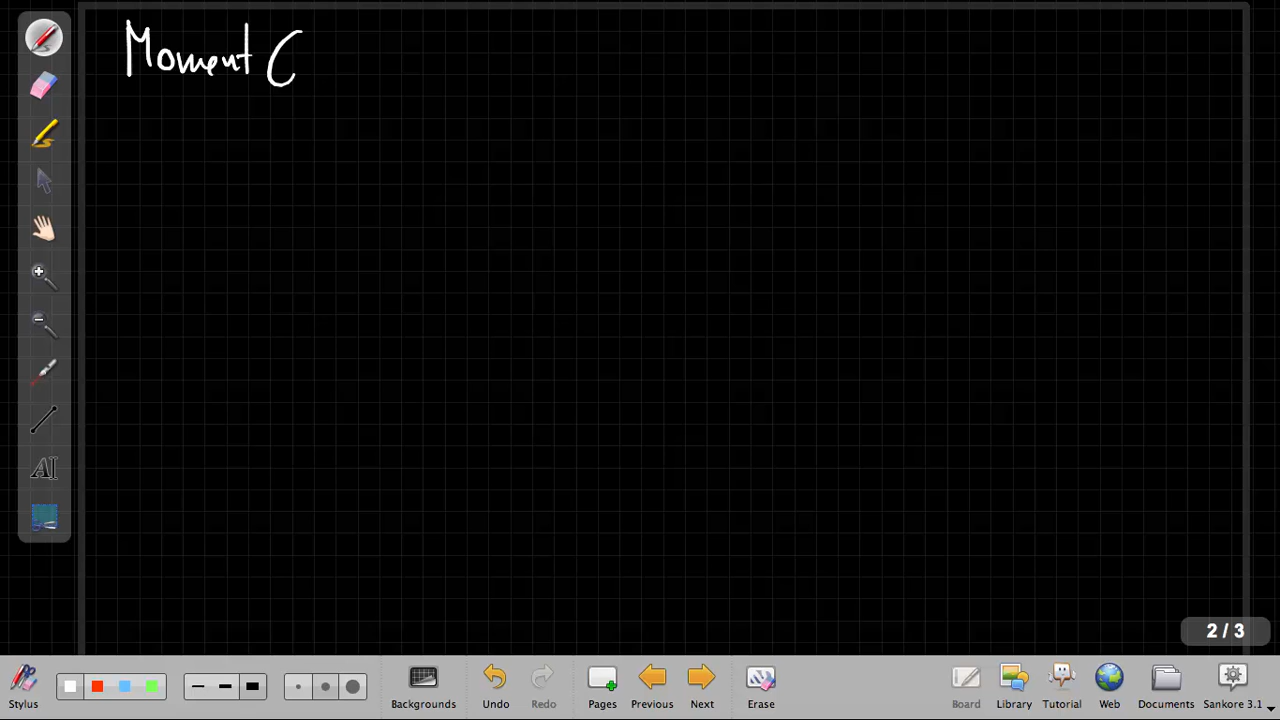 Moment C
2 / 3
Stylus
Backgrounds
Undo
Redo
Pages
Previous
Next
Erase
Board
Library
Tutorial
Web
Documents
Sankore 3.1